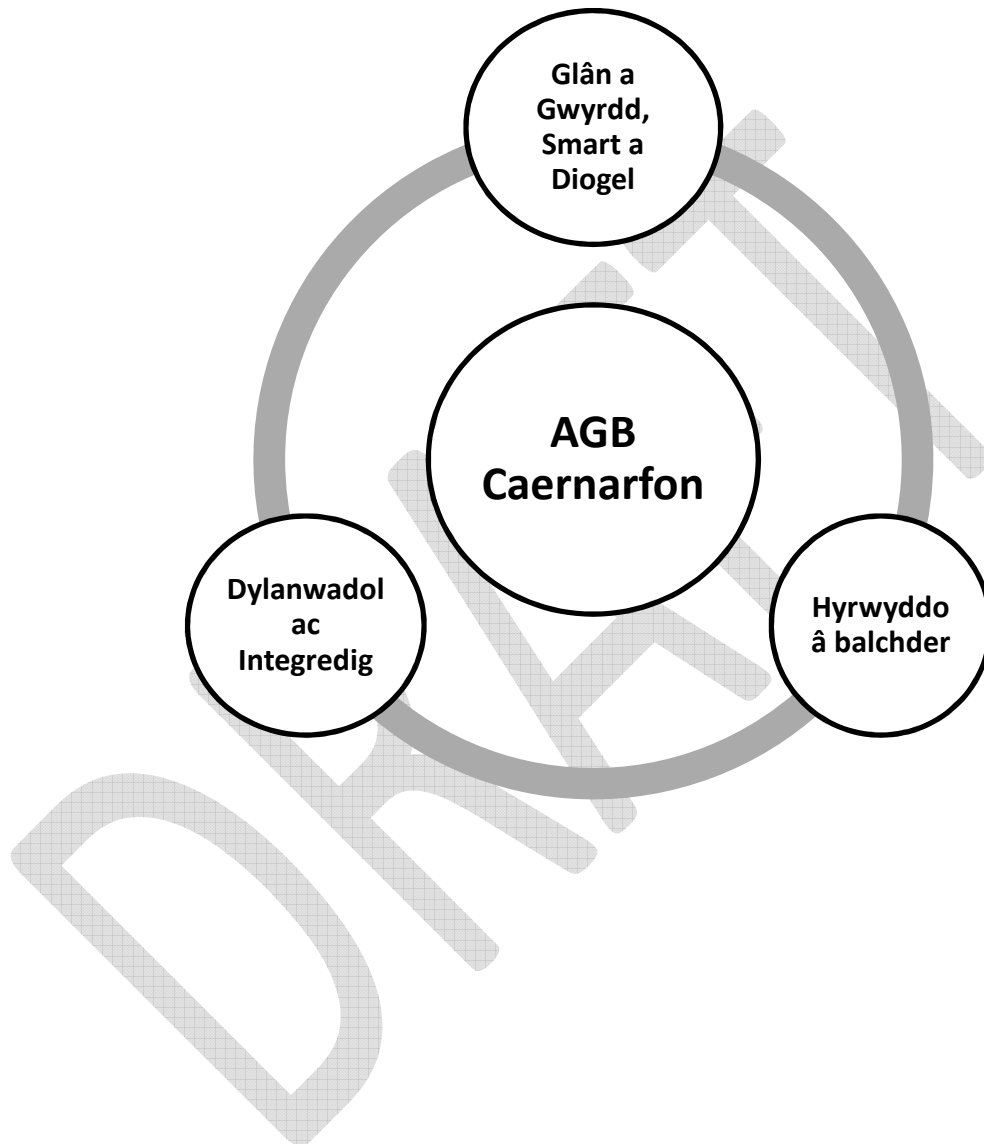 Glân a
Gwyrdd,
Smart a
Diogel
AGB
Caernarfon
Dylanwadol
ac
Integredig
Hyrwyddo
â balchder
DRAFT